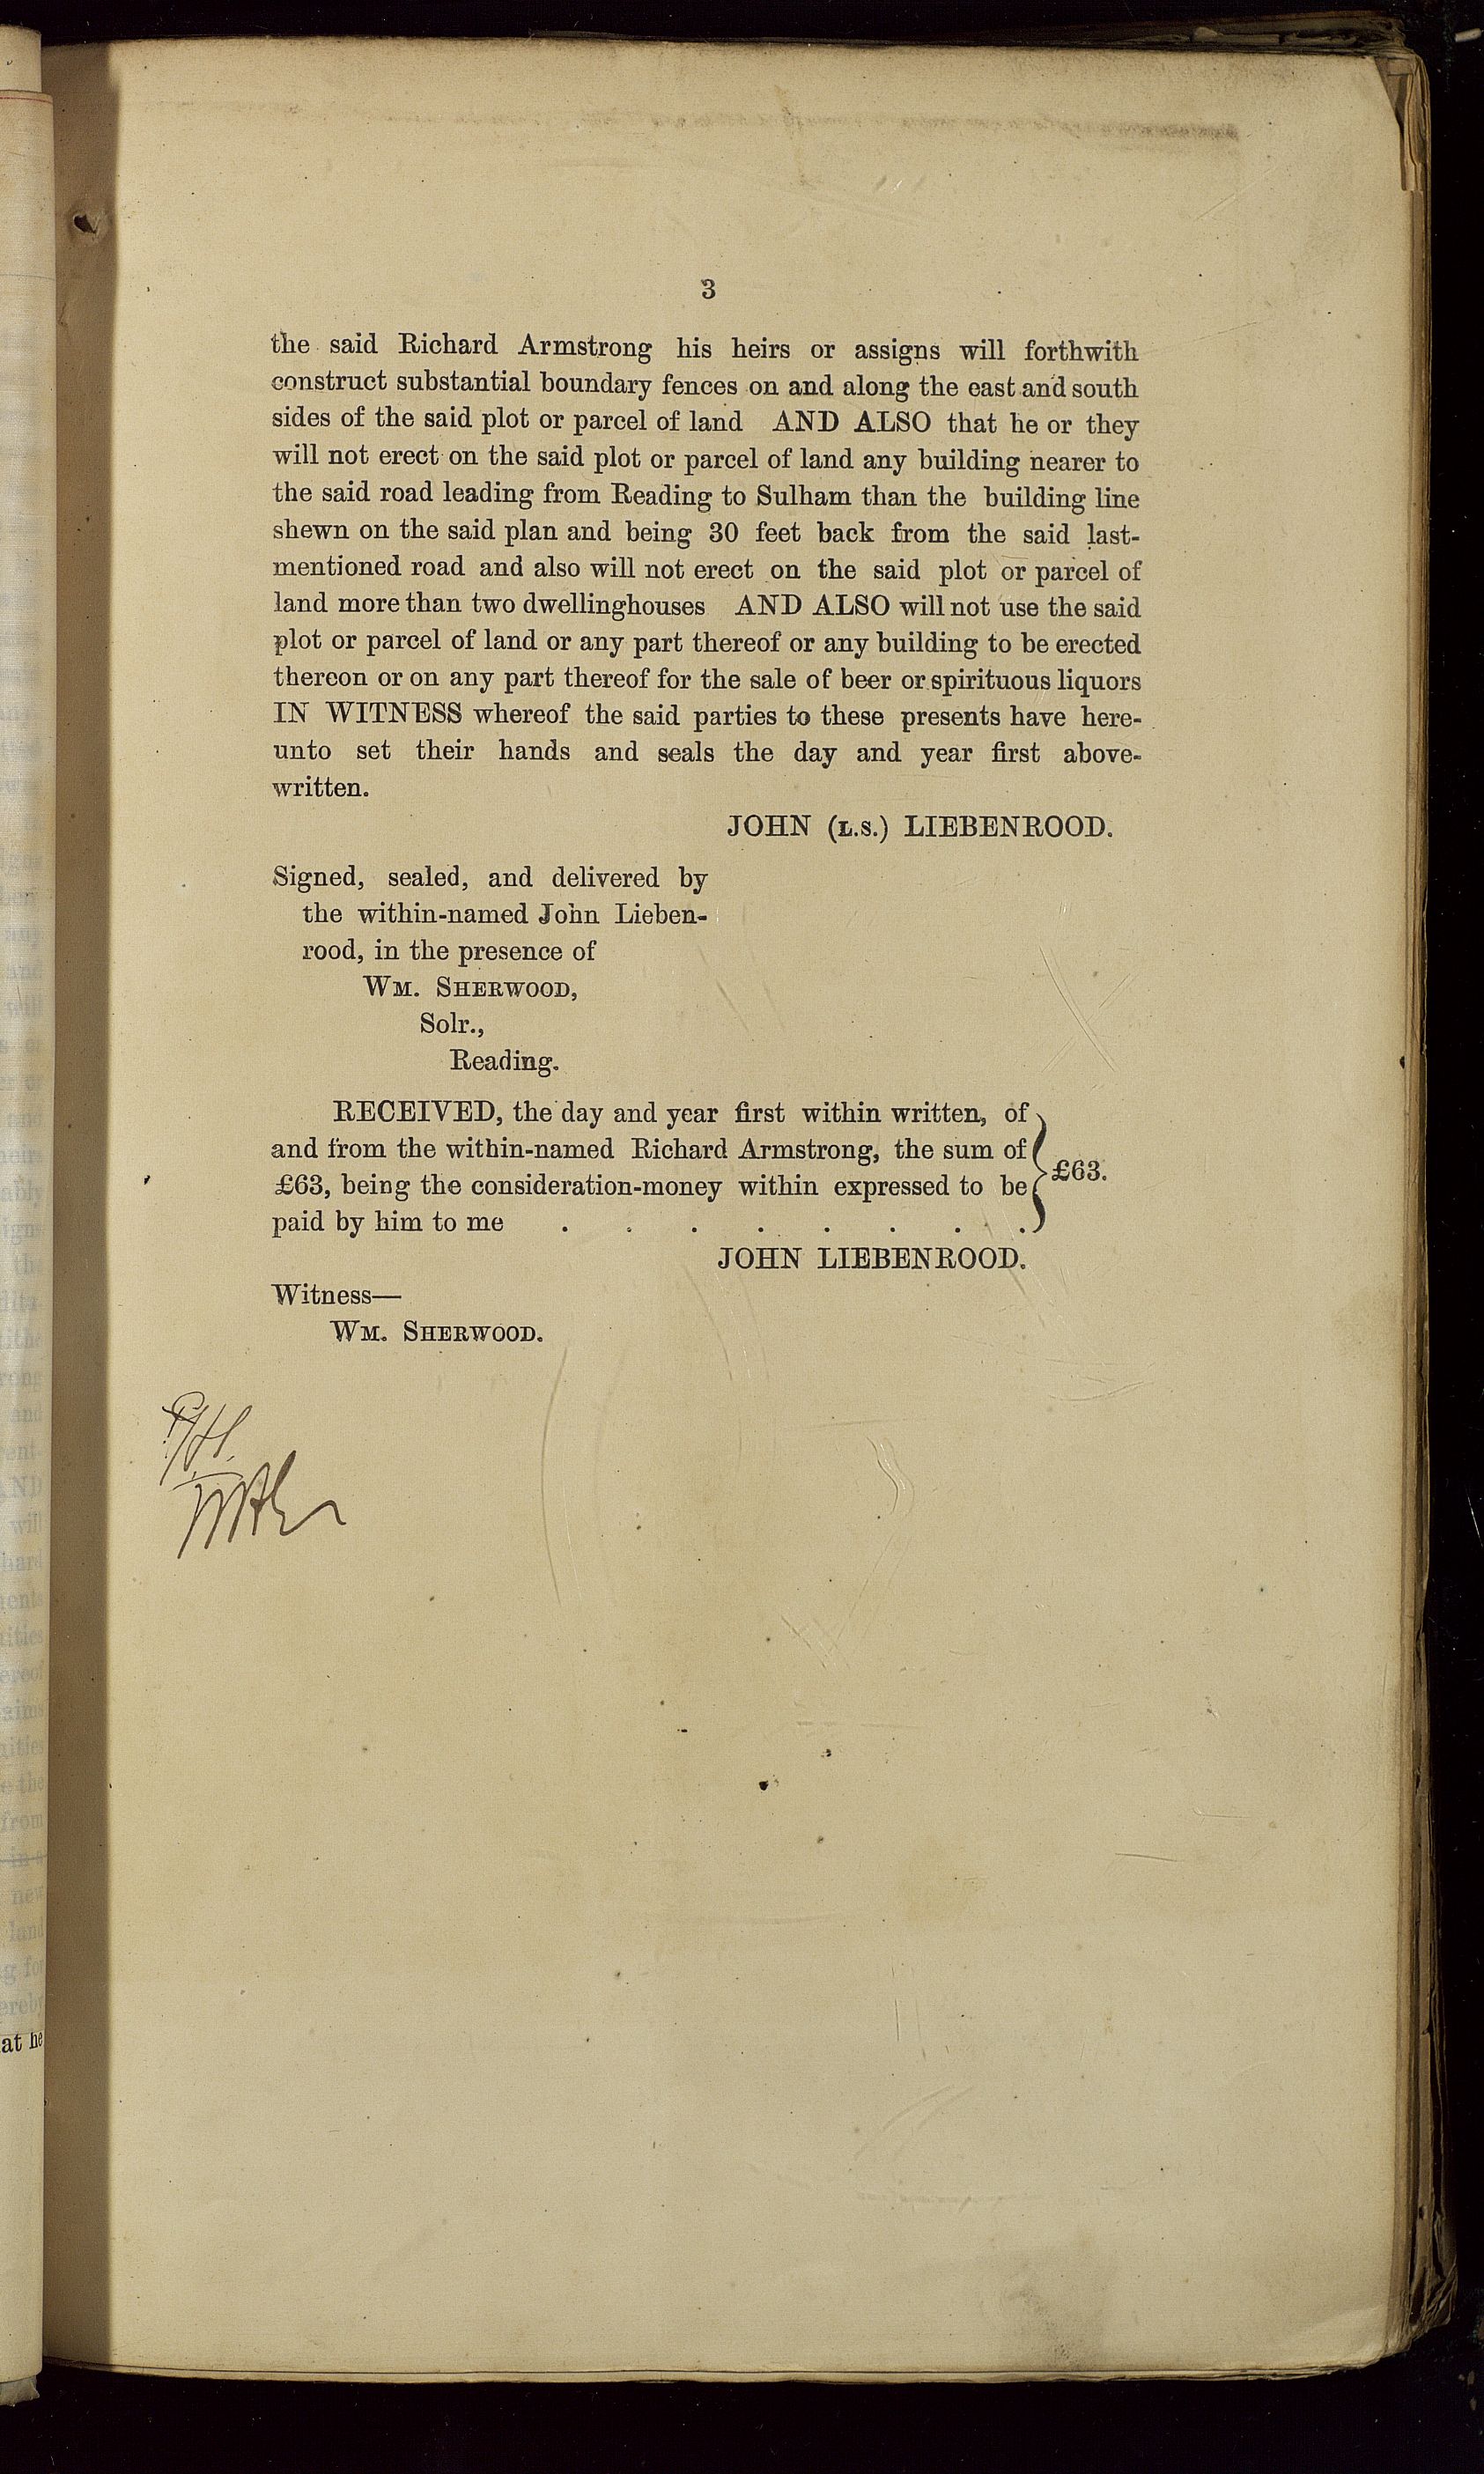 3
the said Richard Armstrong his heirs or assigns will forthwith
construct substantial boundary fences on and along the east and south
sides of the said plot or parcel of land AND ALSO that he or they
will not erect on the said plot or parcel of land any building nearer to
the said road leading from Reading to Sulham than the building line
shewn on the said plan and being 30 feet back from the said last-
mentioned road and also will not erect on the said plot or parcel of
land more than two dwellinghouses AND ALSO will not use the said
plot or parcel of land or any part thereof or any building to be erected
thereon or on any part thereof for the sale of beer or spirituous liquors
IN WITNESS whereof the said parties to these presents have here-
unto set their hands and seals the day and year first above-
written.
JOHN (L.S.) LIEBENROOD.
Signed, sealed, and delivered by
the within-named John Lieben-
rood, in the presence of
WM. SHERWOOD,
Solr.,
Reading.
RECEIVED, the day and year first within written, of
and from the within-named Richard Armstrong, the sum of
£63, being the consideration-money within expressed to be
paid by him to me . . . . . . . .
£63.
JOHN LIEBENROOD.
Witness—
WM. SHERWOOD.